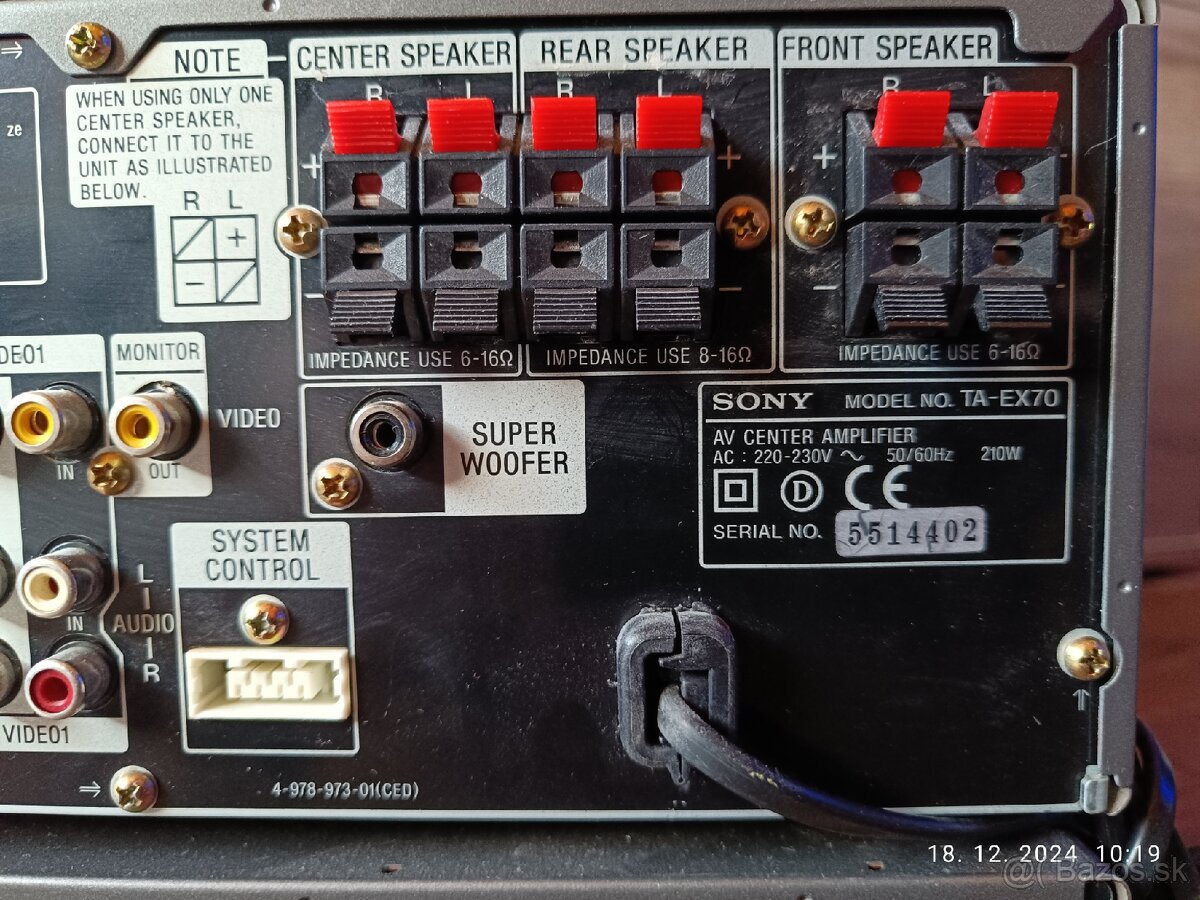 NOTE
WHEN USING ONLY ONE
CENTER SPEAKER,
CONNECT IT TO THE
UNIT AS ILLUSTRATED
BELOW.
R L
+
−
ze
CENTER SPEAKER
R L
+
−
IMPEDANCE USE 6-16Ω
REAR SPEAKER
R L
+
−
IMPEDANCE USE 8-16Ω
FRONT SPEAKER
R L
+
−
IMPEDANCE USE 6-16Ω
DEO1
IN
MONITOR
OUT
VIDEO
SUPER
WOOFER
SONY MODEL NO. TA-EX70
AV CENTER AMPLIFIER
AC : 220-230V ~ 50/60Hz 210W
D CE
SERIAL NO. 5514402
SYSTEM
CONTROL
L
IN
AUDIO
R
VIDEO1
4-978-973-01(CED)
18. 12. 2024 10:19
Bazos.sk